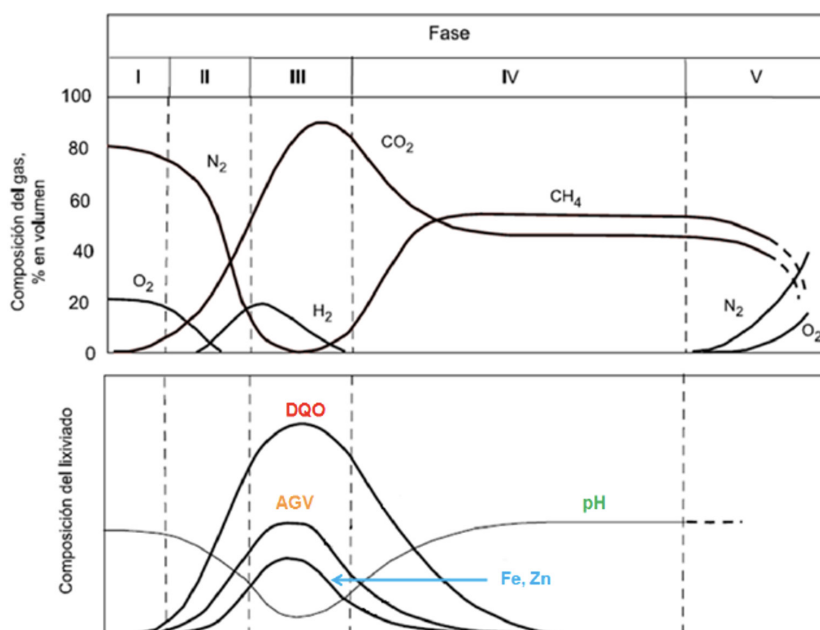 Fase
I II III IV V
Composición del gas,
% en volumen
100
80
60
40
20
0
N2
O2
H2
CO2
CH4
N2
O2
Composición del lixiviado
DQO
AGV
pH
Fe, Zn